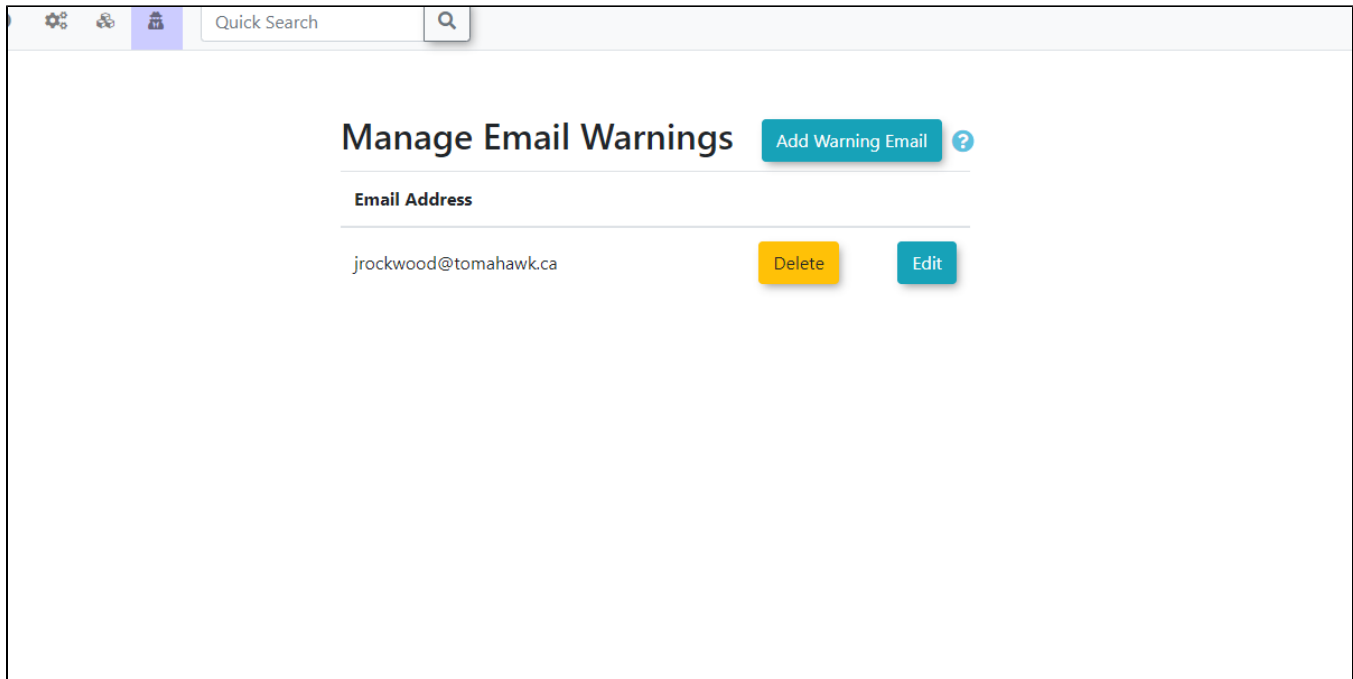 Quick Search
Manage Email Warnings Add Warning Email ?
Email Address
jrockwood@tomahawk.ca Delete Edit